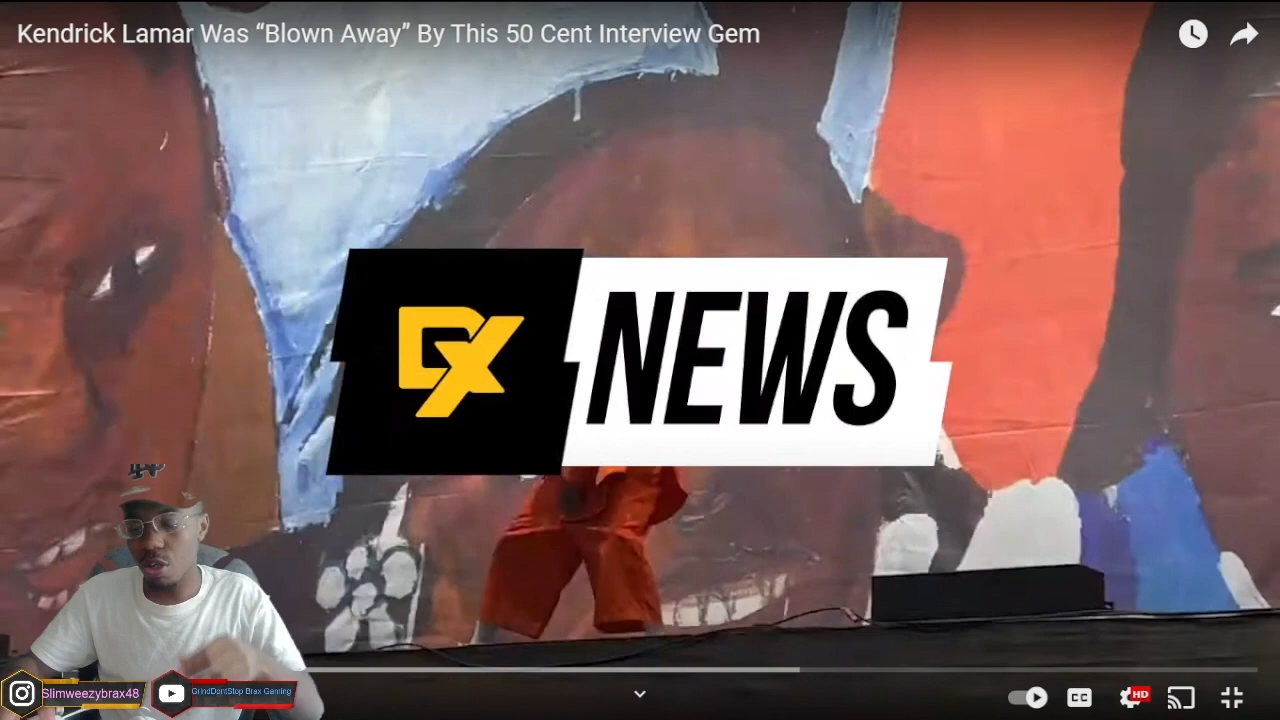 Kendrick Lamar Was “Blown Away” By This 50 Cent Interview Gem
DX NEWS
Slimweezybrax48
GrindDontStop Brax Gaming
CC
HD